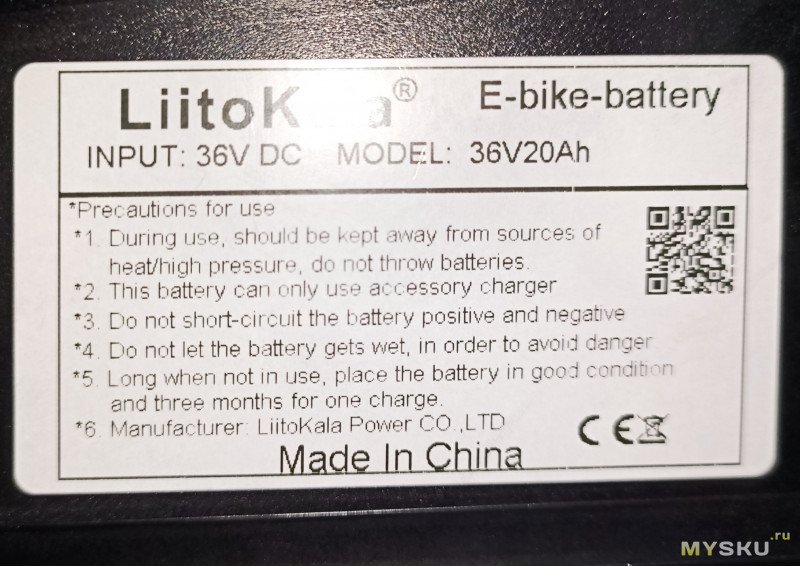 LiitoKala® E-bike-battery
INPUT: 36V DC MODEL: 36V20Ah
*Precautions for use
*1. During use, should be kept away from sources of
heat/high pressure, do not throw batteries.
*2. This battery can only use accessory charger
*3. Do not short-circuit the battery positive and negative
*4. Do not let the battery gets wet, in order to avoid danger
*5. Long when not in use, place the battery in good condition
and three months for one charge.
*6. Manufacturer: LiitoKala Power CO.,LTD
CE
Made In China
MYSKU.ru